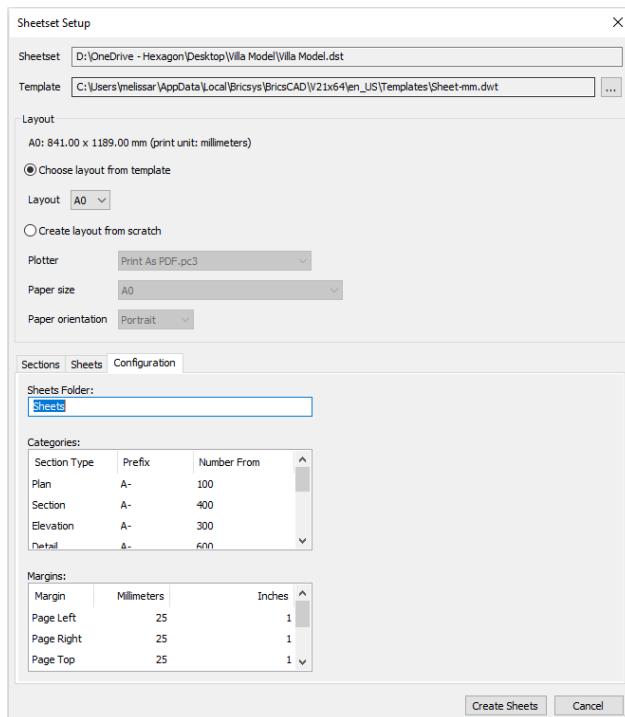 Sheetset Setup
Sheetset D:\OneDrive - Hexagon\Desktop\Villa Model\Villa Model.dst
Template C:\Users\melissar\AppData\Local\Bricsys\BricsCAD\V21x64\en_US\Templates\Sheet-mm.dwt ...
Layout
A0: 841.00 x 1189.00 mm (print unit: millimeters)
Choose layout from template
Layout A0
Create layout from scratch
Plotter Print As PDF.pc3
Paper size A0
Paper orientation Portrait
Sections Sheets Configuration
Sheets Folder:
Sheets
Categories:
Section Type Prefix Number From
Plan A- 100
Section A- 400
Elevation A- 300
Detail A- 600
Margins:
Margin Millimeters Inches
Page Left 25 1
Page Right 25 1
Page Top 25 1
Create Sheets Cancel